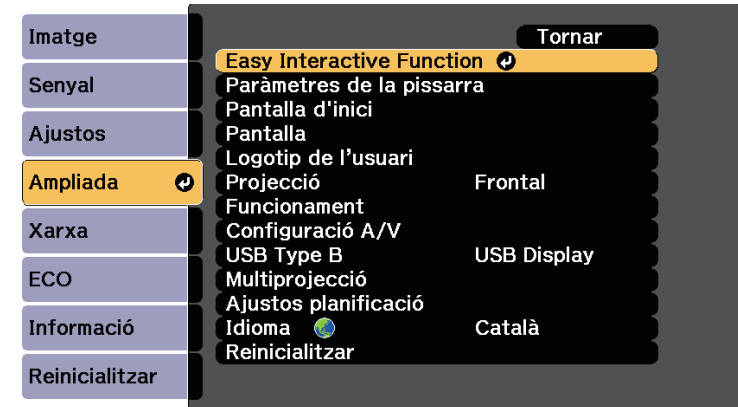 Imatge
Senyal
Ajustos
Ampliada
Xarxa
ECO
Informació
Reinicialitzar
Tornar
Easy Interactive Function
Paràmetres de la pissarra
Pantalla d'inici
Pantalla
Logotip de l’usuari
Projecció Frontal
Funcionament
Configuració A/V
USB Type B USB Display
Multiprojecció
Ajustos planificació
Idioma Català
Reinicialitzar